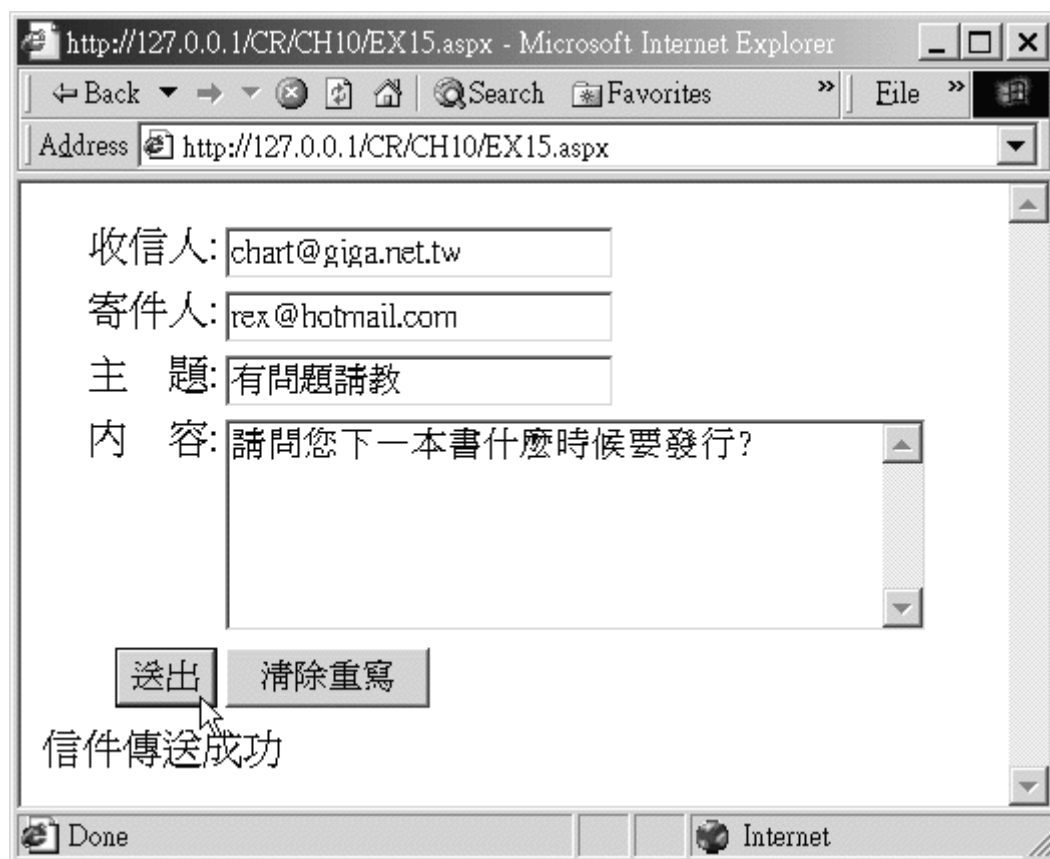 http://127.0.0.1/CR/CH10/EX15.aspx - Microsoft Internet Explorer
Back Search Favorites » File »
Address http://127.0.0.1/CR/CH10/EX15.aspx
收信人: chart@giga.net.tw
寄件人: rex@hotmail.com
主 題: 有問題請教
內 容: 請問您下一本書什麼時候要發行?
送出 清除重寫
信件傳送成功
Done Internet